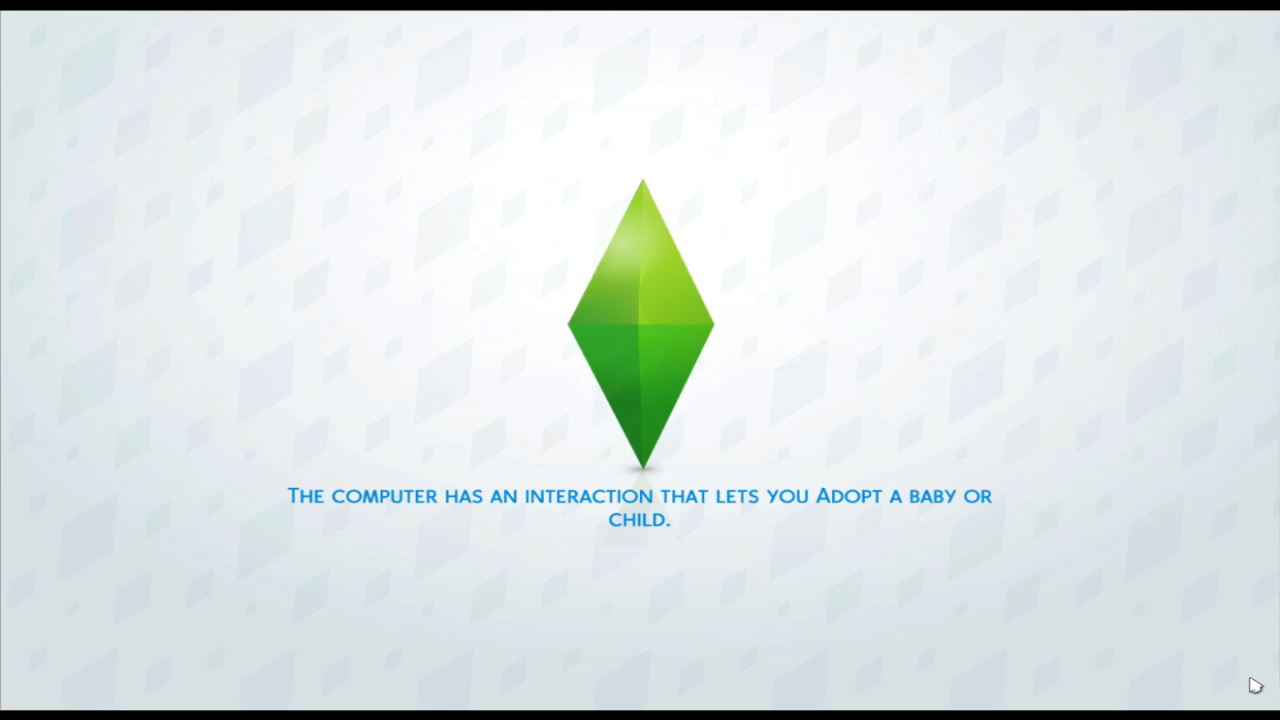 The computer has an interaction that lets you Adopt a baby or
child.